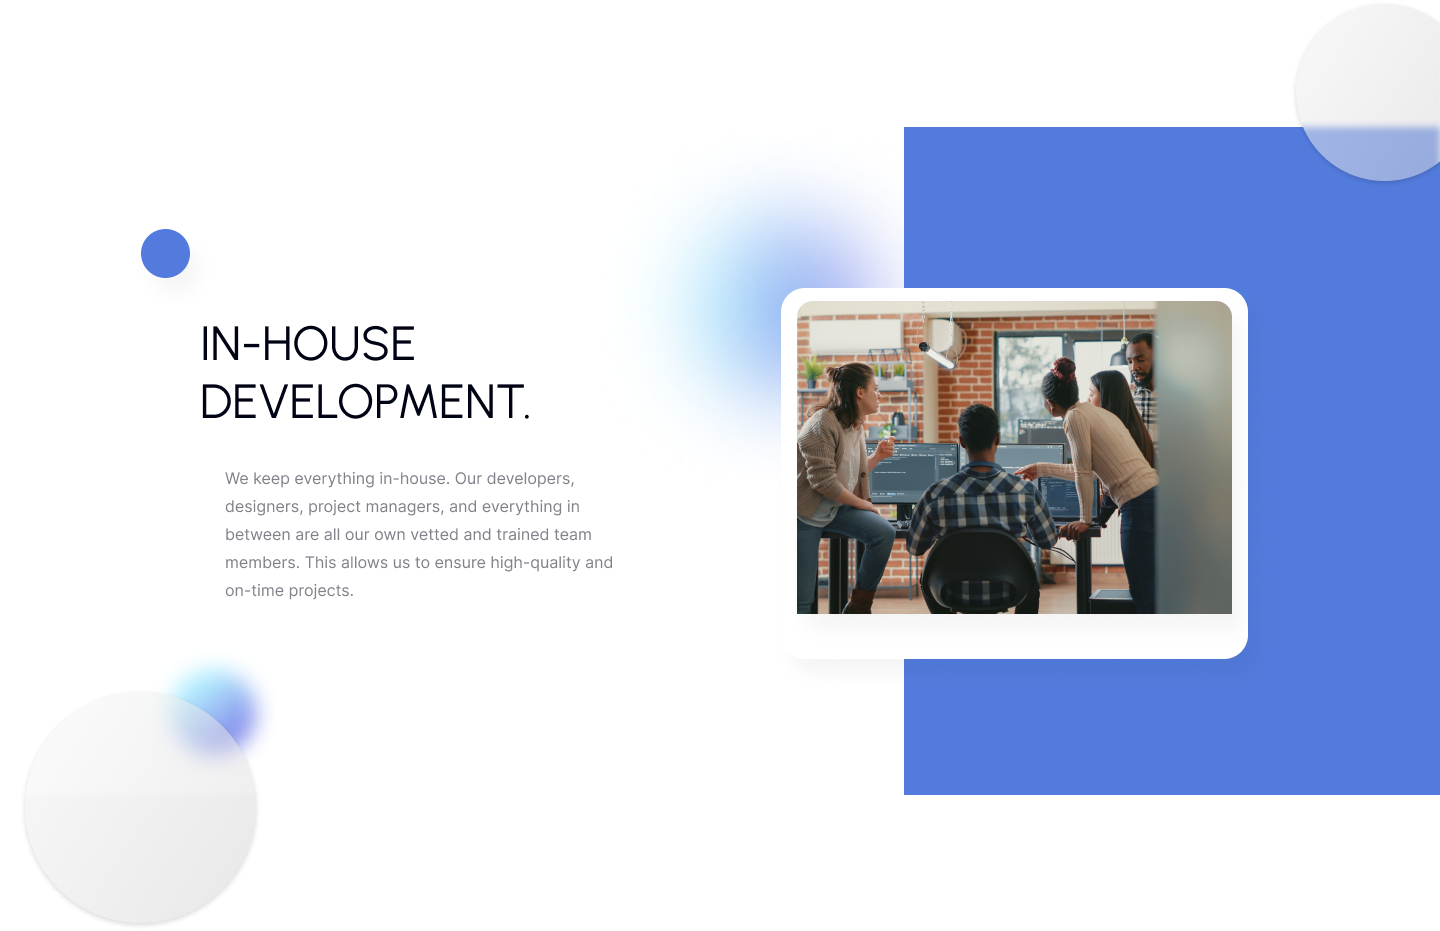 IN-HOUSE
DEVELOPMENT.
We keep everything in-house. Our developers,
designers, project managers, and everything in
between are all our own vetted and trained team
members. This allows us to ensure high-quality and
on-time projects.